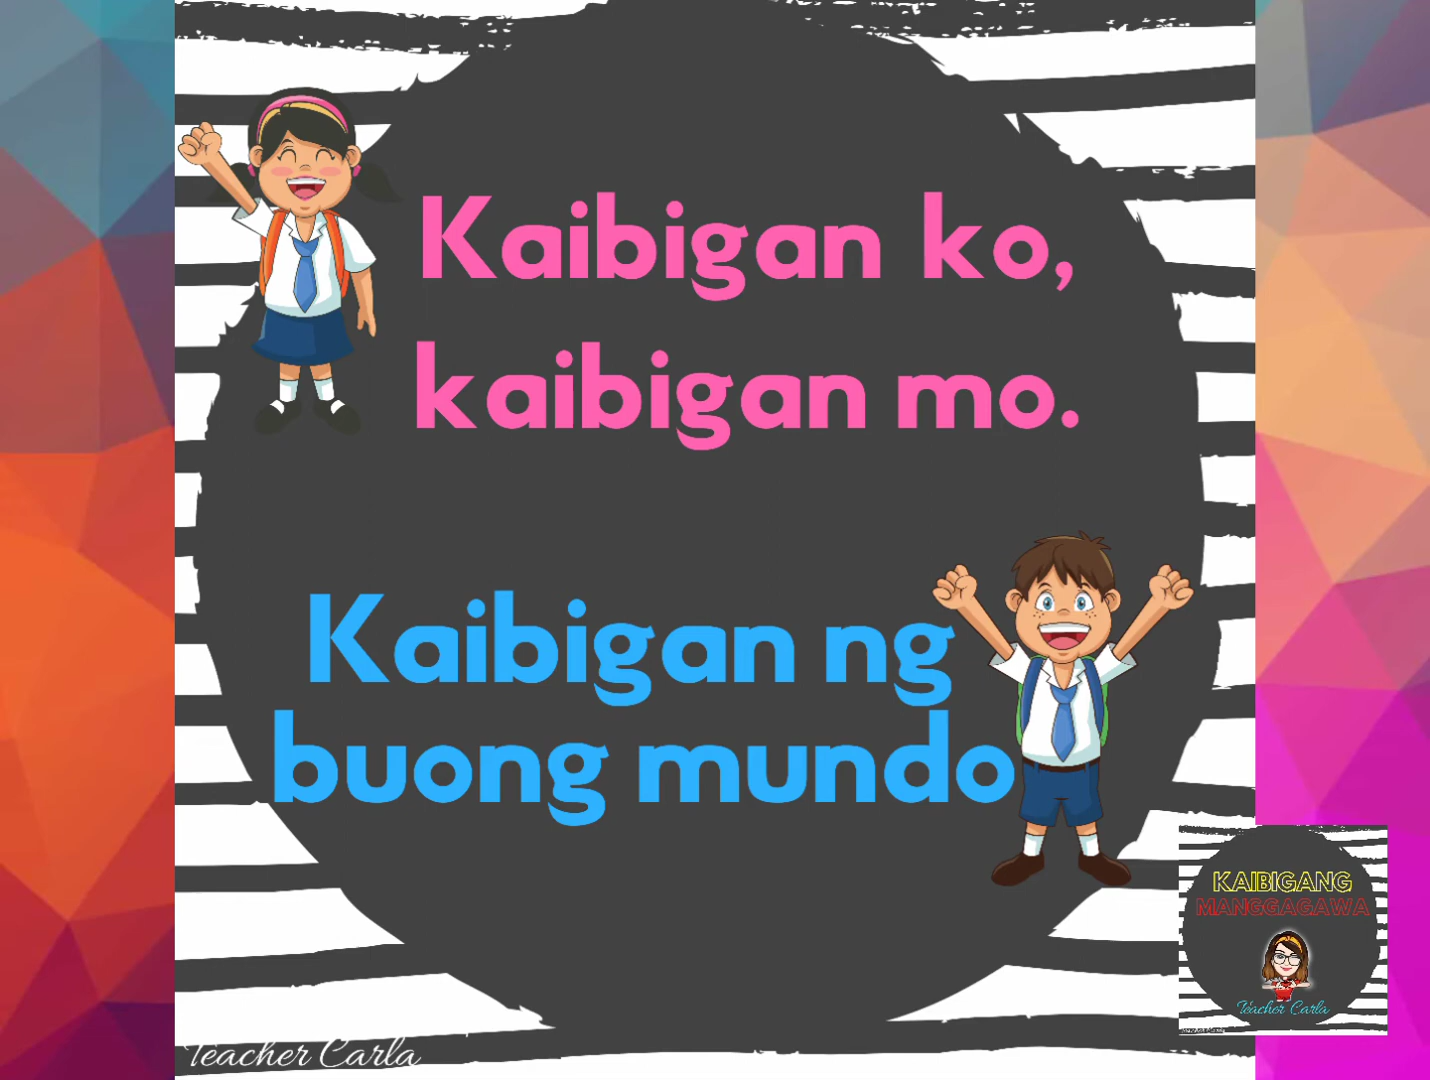 Kaibigan ko,
kaibigan mo.
Kaibigan ng
buong mundo
KAIBIGANG
MANGGAGAWA
Teacher Carla
Teacher Carla